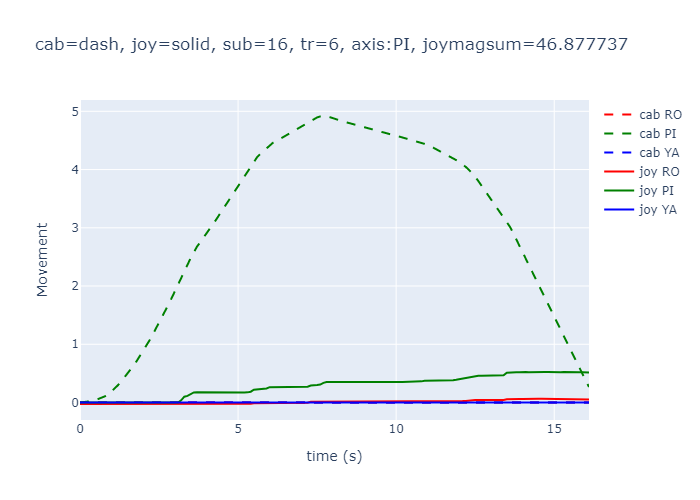 cab=dash, joy=solid, sub=16, tr=6, axis:PI, joymagsum=46.877737
cab RO
cab PI
cab YA
joy RO
joy PI
joy YA
Movement
5
4
3
2
1
0
0
5
10
15
time (s)